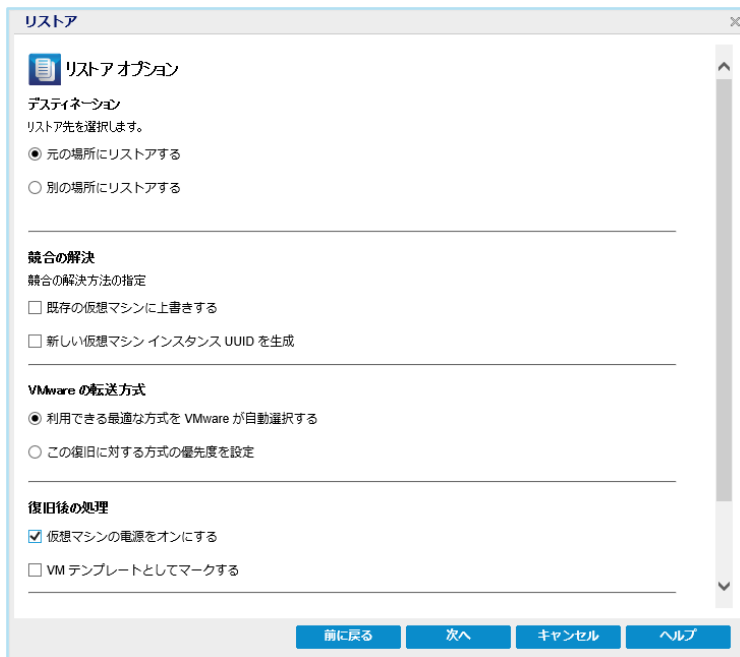 リストア
リストア オプション
デスティネーション
リストア先を選択します。
元の場所にリストアする
別の場所にリストアする
競合の解決
競合の解決方法の指定
既存の仮想マシンに上書きする
新しい仮想マシン インスタンス UUID を生成
VMware の転送方式
利用できる最適な方式を VMware が自動選択する
この復旧に対する方式の優先度を設定
復旧後の処理
仮想マシンの電源をオンにする
VM テンプレートとしてマークする
前に戻る 次へ キャンセル ヘルプ